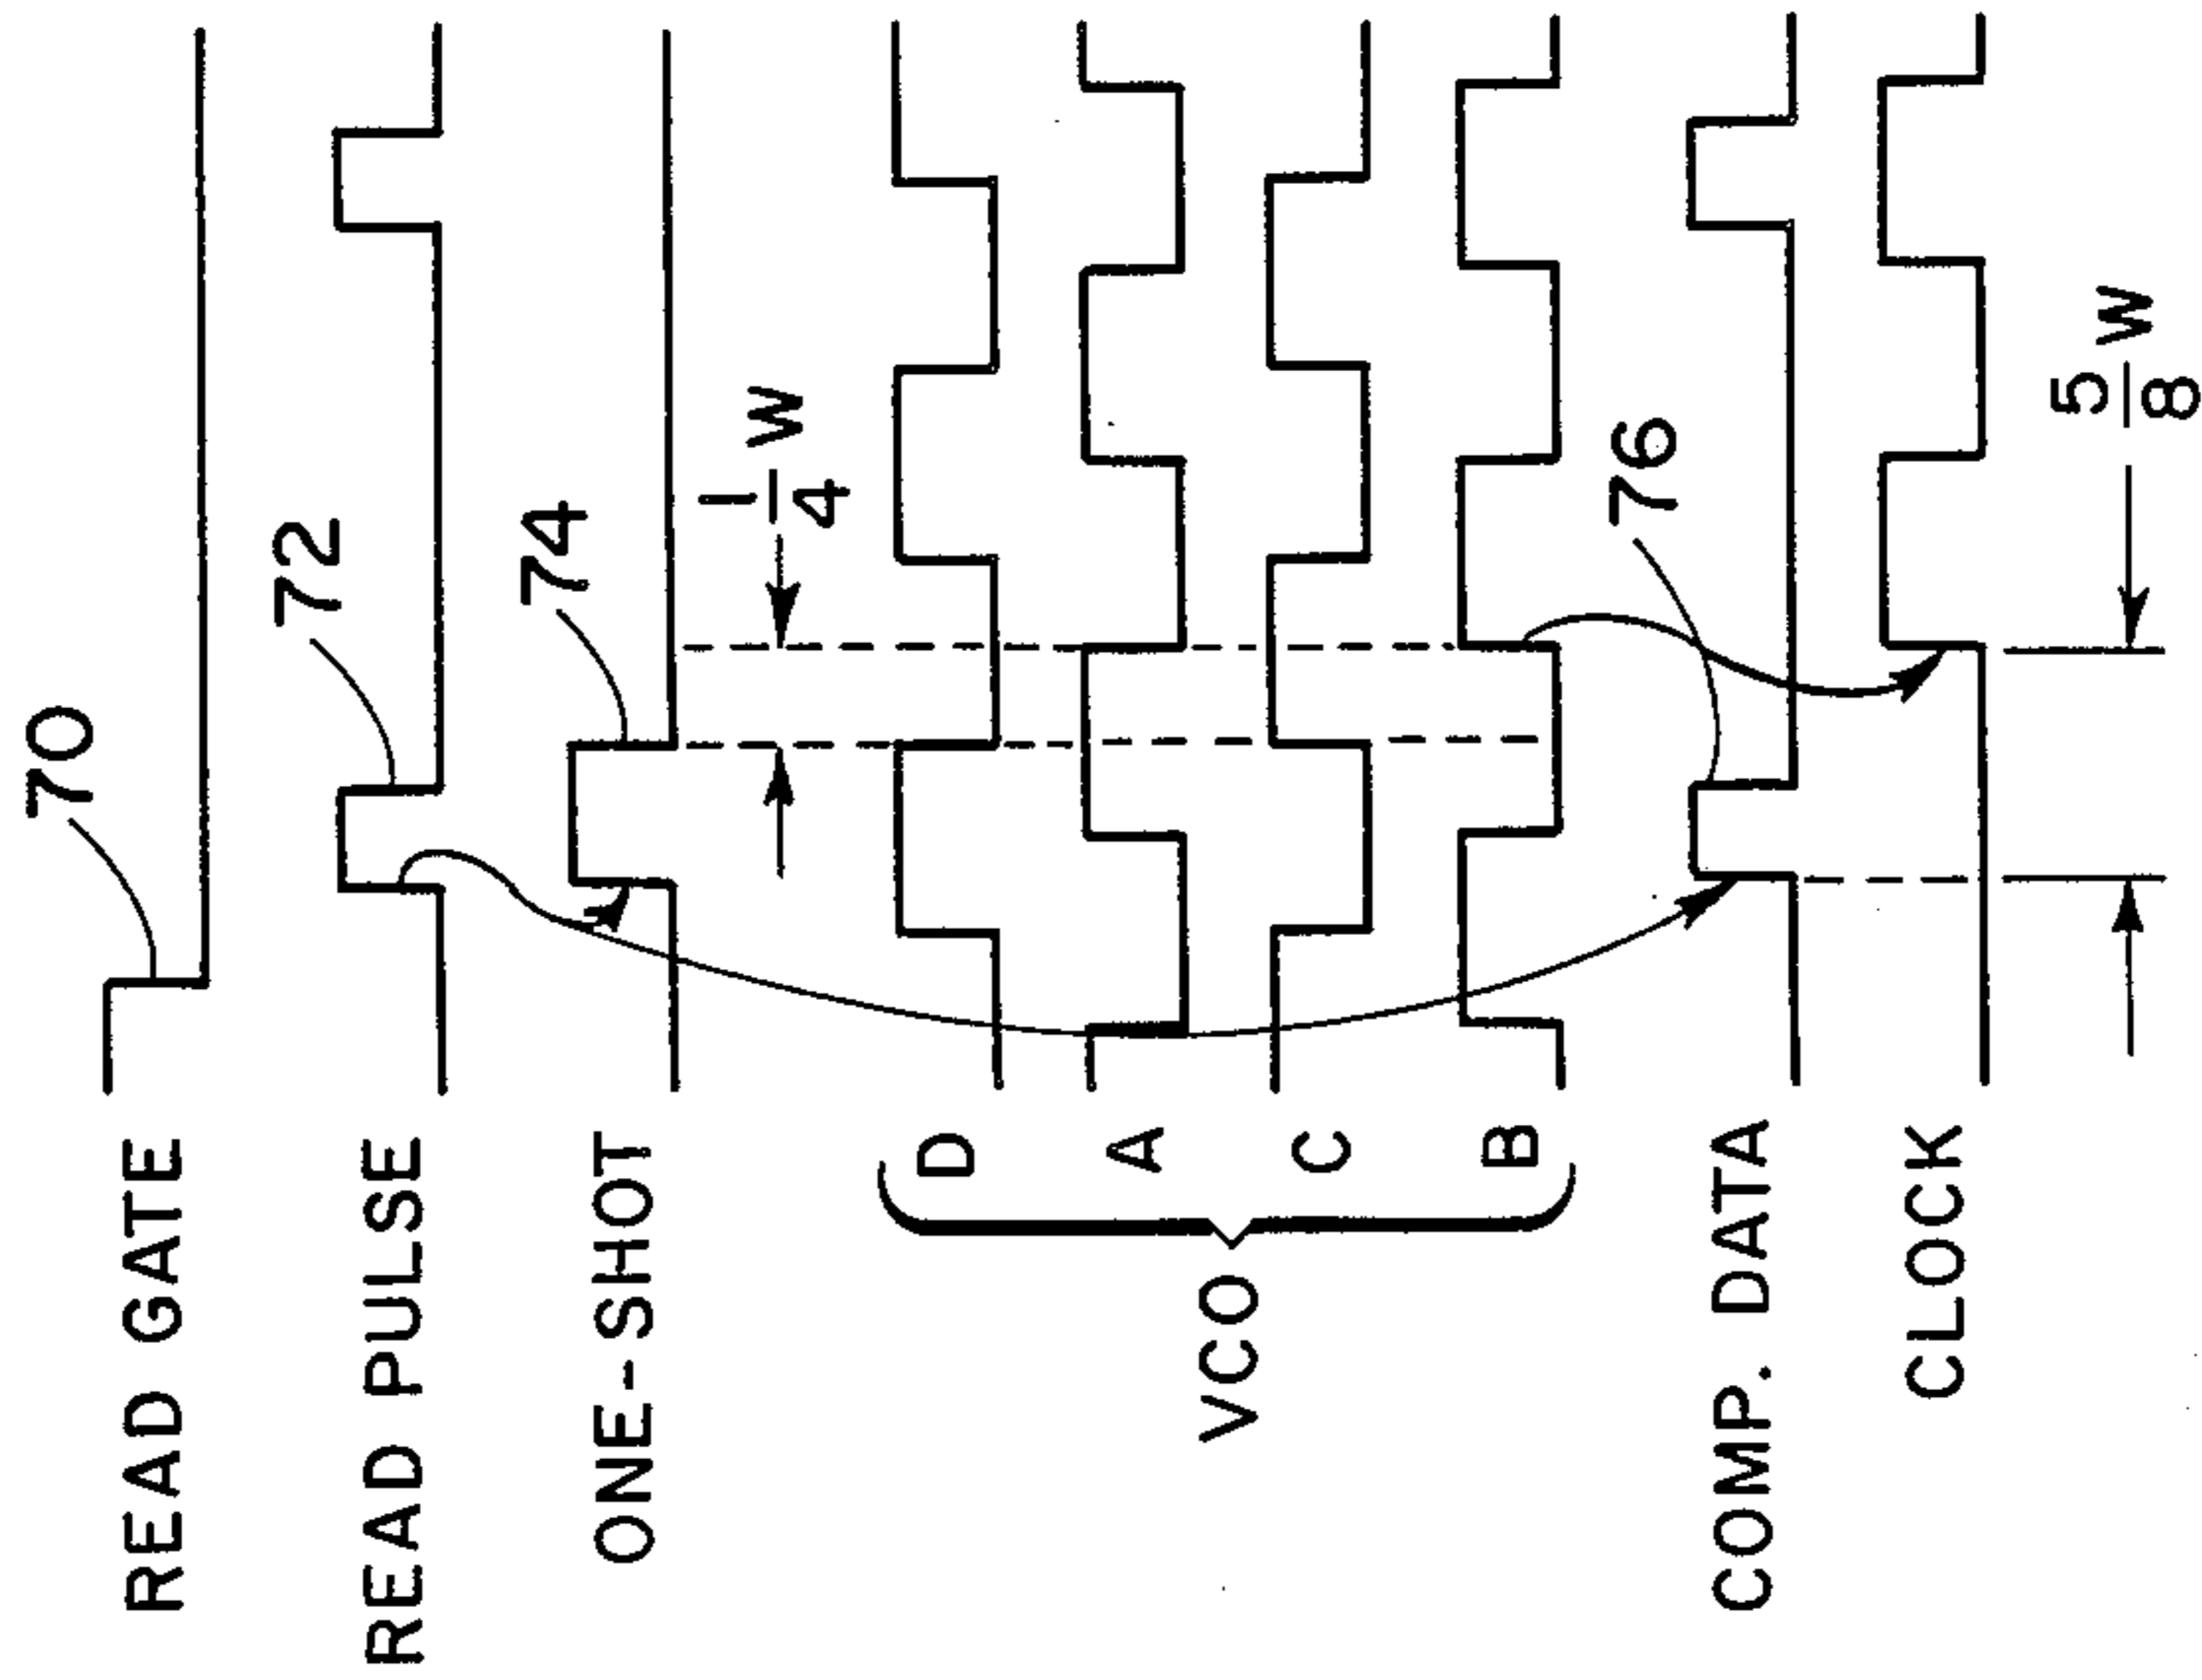 READ GATE
70
READ PULSE
72
ONE-SHOT
74
1/4 W
VCO
D
A
C
B
COMP. DATA
76
CLOCK
5/8 W